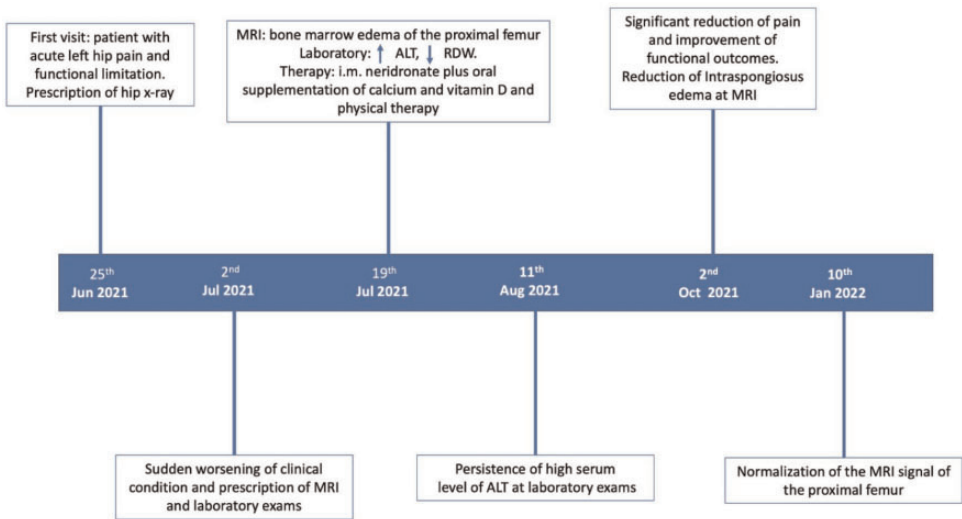 First visit: patient with
acute left hip pain and
functional limitation.
Prescription of hip x-ray
MRI: bone marrow edema of the proximal femur
Laboratory: ↑ ALT, ↓ RDW.
Therapy: i.m. neridronate plus oral
supplementation of calcium and vitamin D and
physical therapy
Significant reduction of pain
and improvement of
functional outcomes.
Reduction of Intraspongiosus
edema at MRI
25th
Jun 2021
2nd
Jul 2021
19th
Jul 2021
11th
Aug 2021
2nd
Oct 2021
10th
Jan 2022
Sudden worsening of clinical
condition and prescription of MRI
and laboratory exams
Persistence of high serum
level of ALT at laboratory exams
Normalization of the MRI signal of
the proximal femur